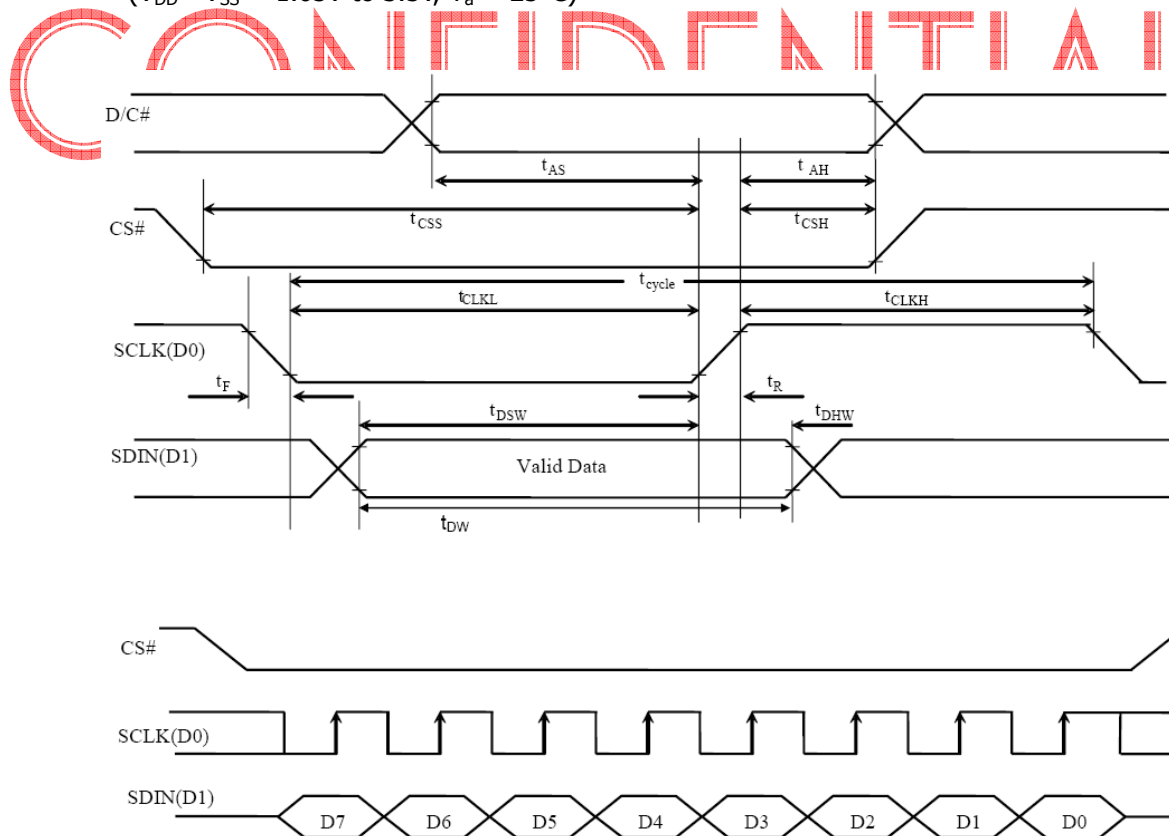 CONFIDENTIAL
D/C#
tAS
tAH
CS#
tCSS
tCSH
tcycle
tCLKL
tCLKH
SCLK(D0)
tF
tR
tDSW
tDHW
SDIN(D1)
Valid Data
tDW
CS#
SCLK(D0)
SDIN(D1)
D7 D6 D5 D4 D3 D2 D1 D0